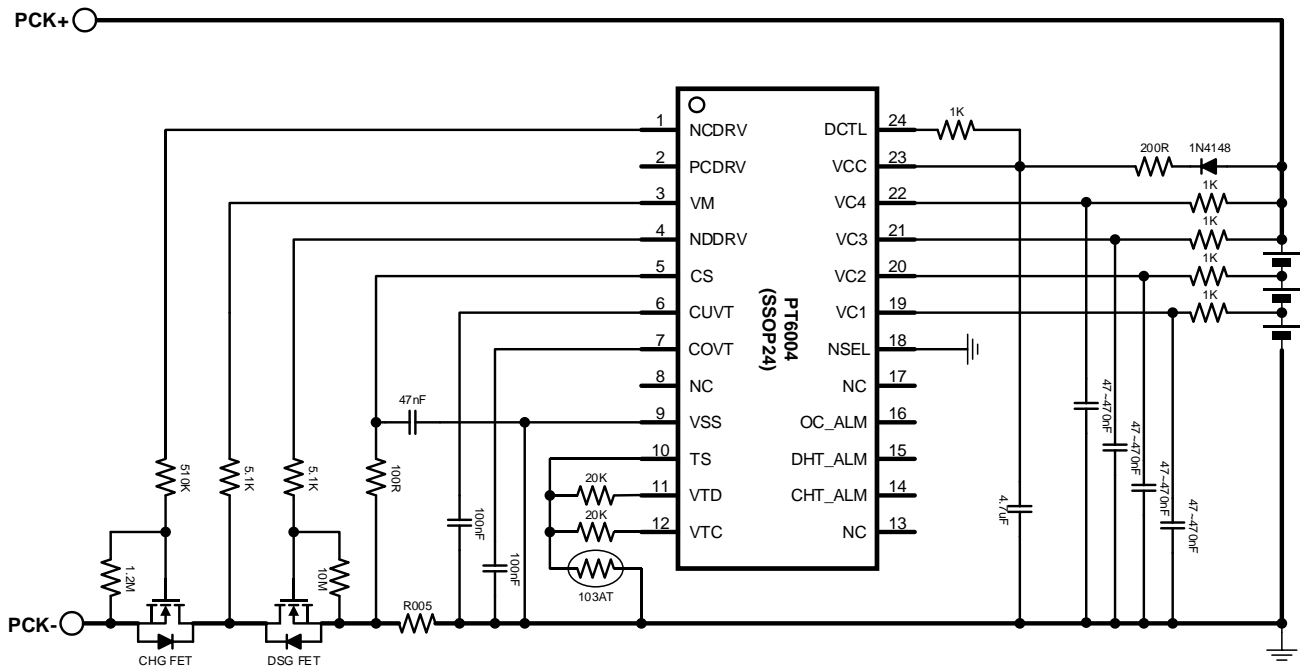 PCK+
1 NCDRV
2 PCDRV
3 VM
4 NDDRV
5 CS
6 CUVT
7 COVT
8 NC
9 VSS
10 TS
11 VTD
12 VTC
PT6004
(SSOP24)
DCTL 24
VCC 23
VC4 22
VC3 21
VC2 20
VC1 19
NSEL 18
NC 17
OC_ALM 16
DHT_ALM 15
CHT_ALM 14
NC 13
1K
200R
1N4148
1K
1K
1K
1K
47nF
510K
5.1K
5.1K
100R
100nF
100nF
20K
20K
103AT
4.7uF
47~470nF
47~470nF
47~470nF
47~470nF
1.2M
10M
R005
PCK-
CHG FET
DSG FET